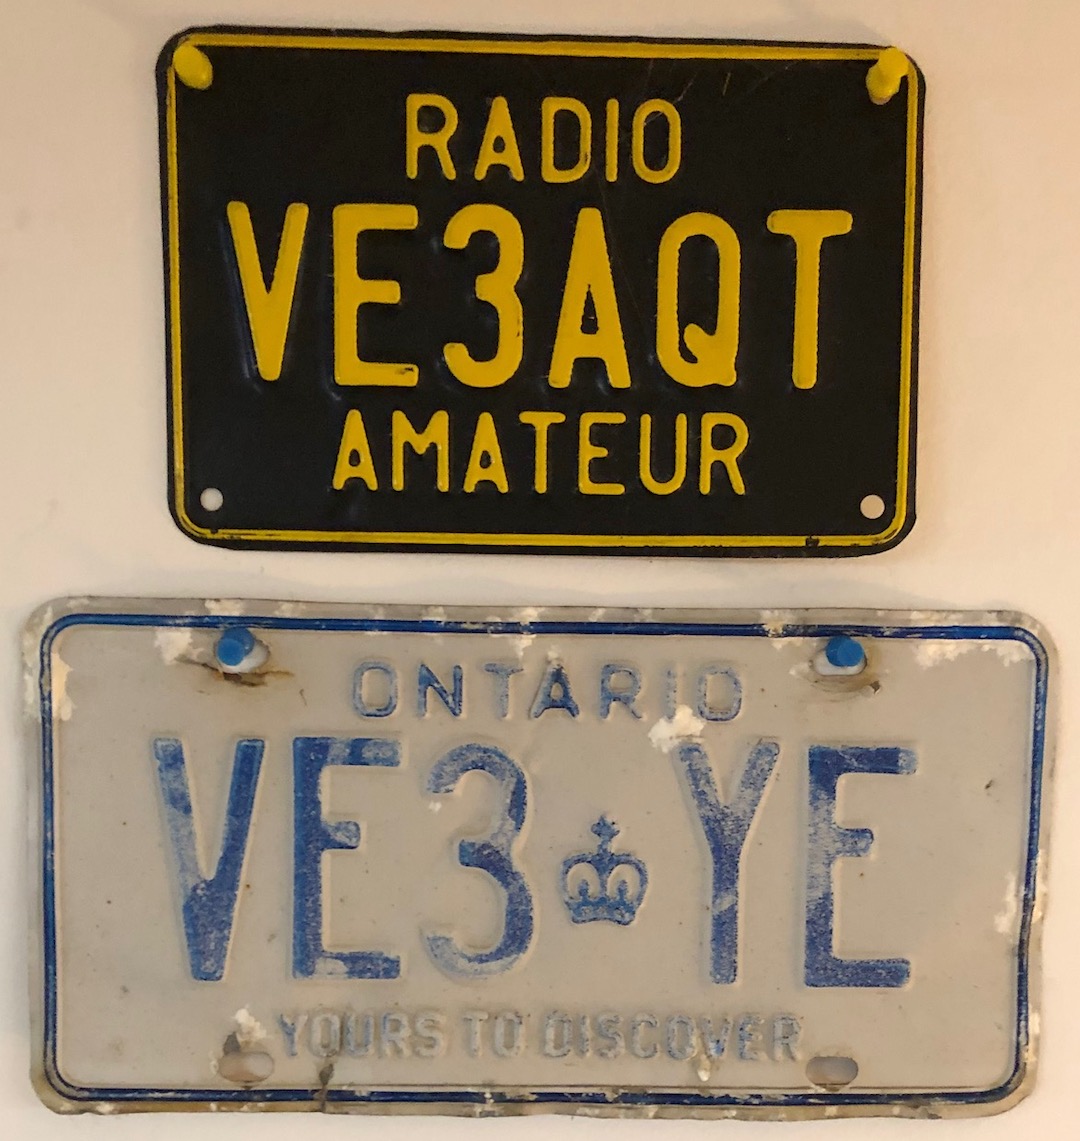 RADIO
VE3AQT
AMATEUR
ONTARIO
VE3 YE
YOURS TO DISCOVER